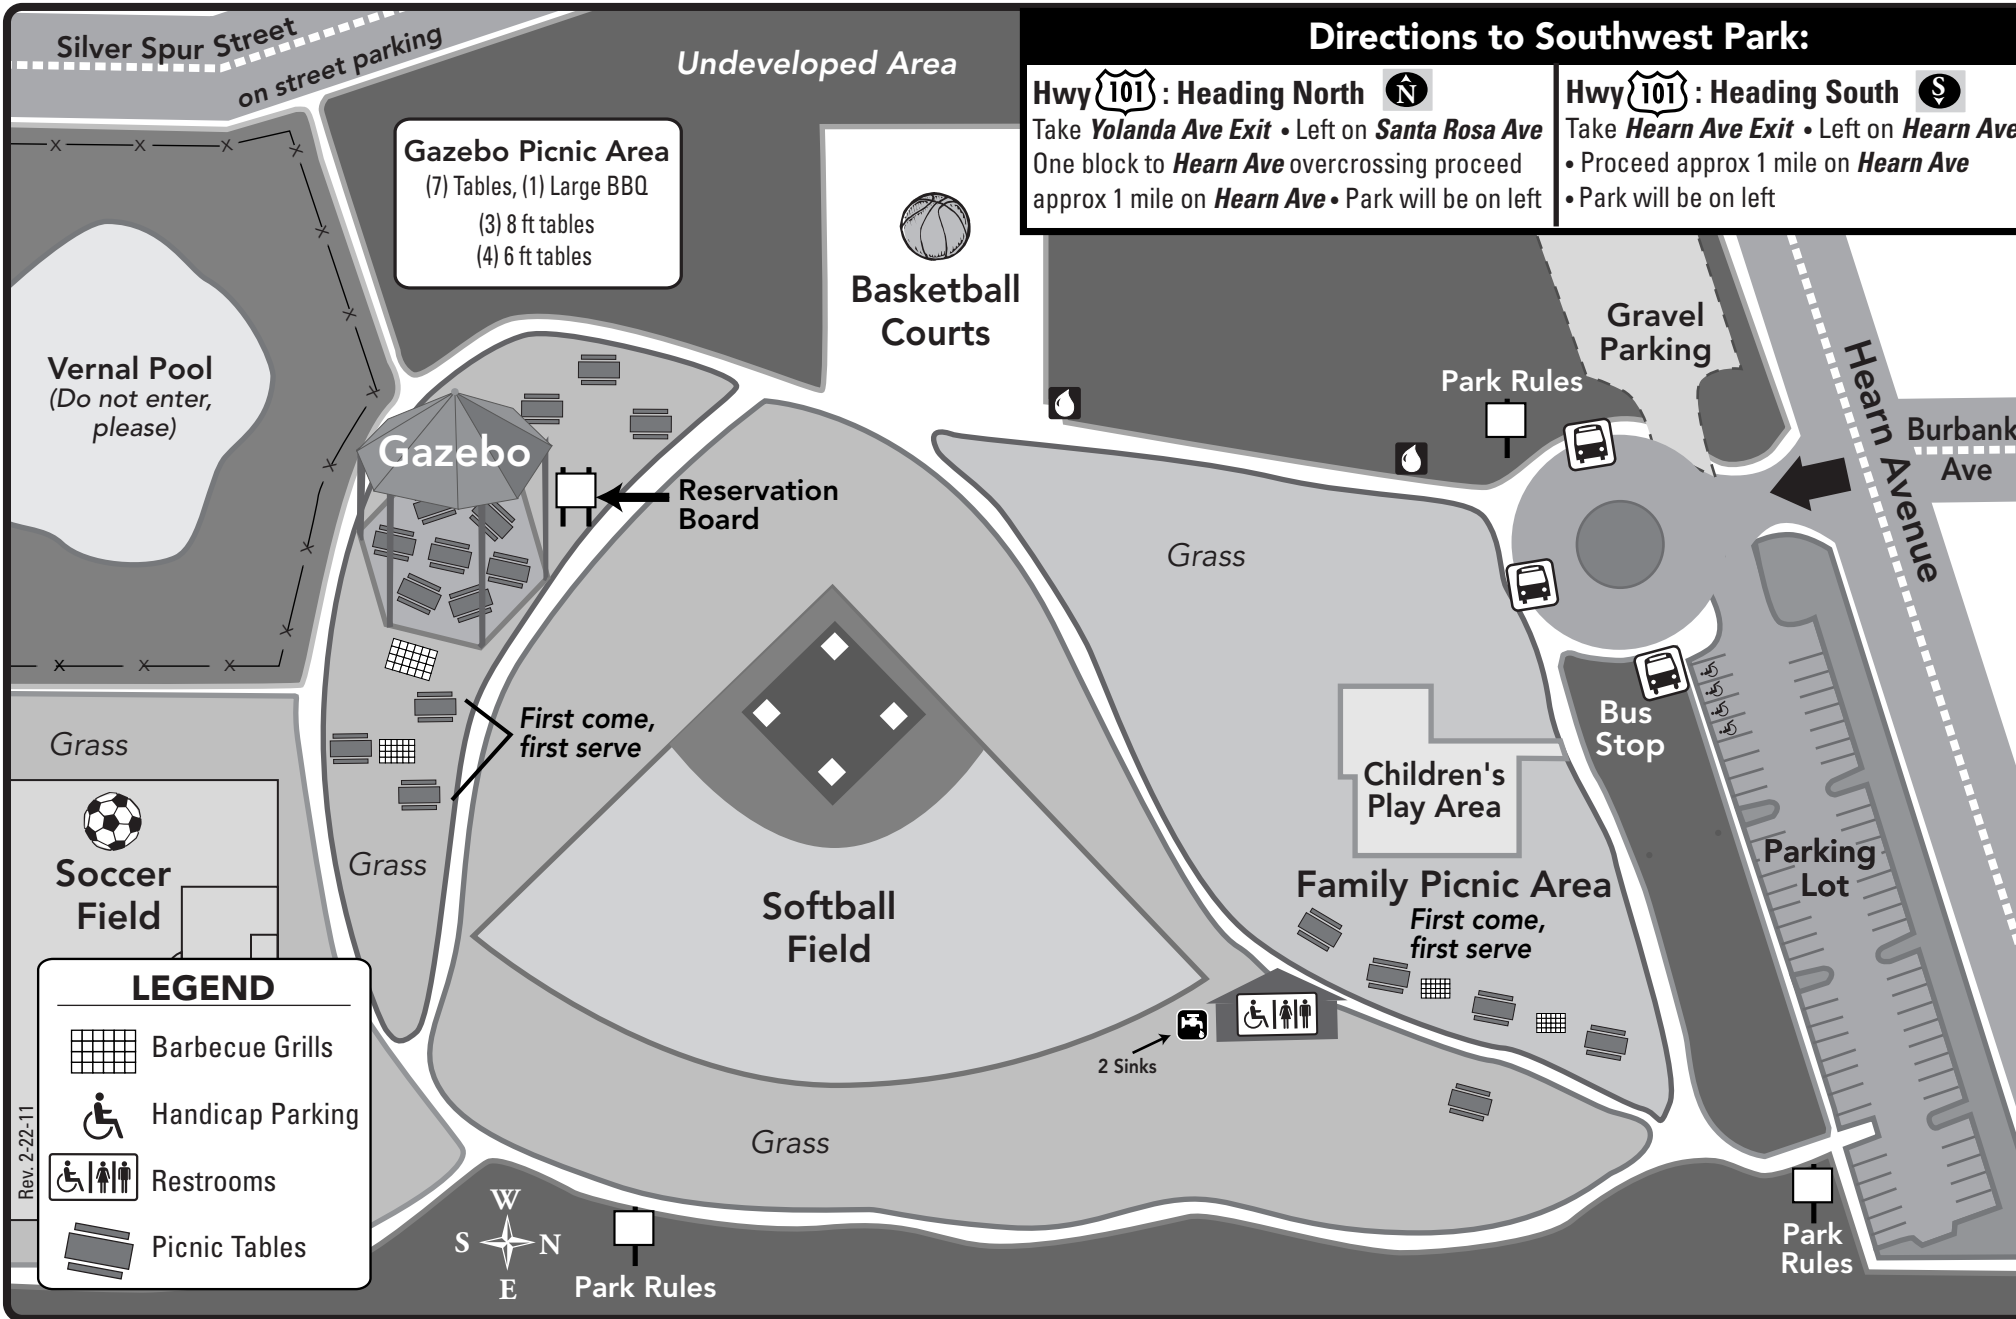 Silver Spur Street
on street parking
Undeveloped Area
Directions to Southwest Park:
Hwy 101 : Heading North N
Take Yolanda Ave Exit • Left on Santa Rosa Ave
One block to Hearn Ave overcrossing proceed
approx 1 mile on Hearn Ave • Park will be on left
Hwy 101 : Heading South S
Take Hearn Ave Exit • Left on Hearn Ave
• Proceed approx 1 mile on Hearn Ave
• Park will be on left
Gazebo Picnic Area
(7) Tables, (1) Large BBQ
(3) 8 ft tables
(4) 6 ft tables
Basketball
Courts
Gravel
Parking
Park Rules
Hearn Avenue
Burbank
Ave
Vernal Pool
(Do not enter,
please)
Gazebo
Reservation
Board
Grass
First come,
first serve
Bus
Stop
Children's
Play Area
Grass
Soccer
Field
Grass
Softball
Field
Family Picnic Area
First come,
first serve
Parking
Lot
2 Sinks
Grass
LEGEND
Barbecue Grills
Handicap Parking
Restrooms
Picnic Tables
Rev. 2-22-11
W
S N
E
Park Rules
Park
Rules